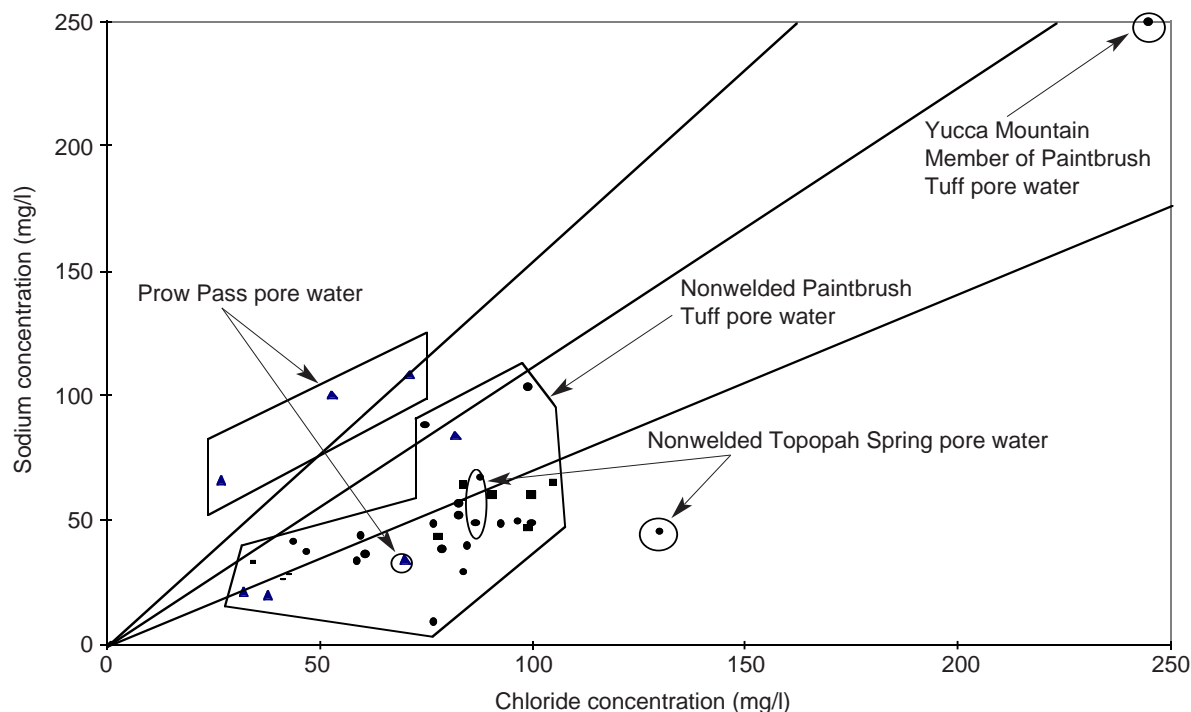 250
200
150
100
50
0
Sodium concentration (mg/l)
Yucca Mountain
Member of Paintbrush
Tuff pore water
Prow Pass pore water
Nonwelded Paintbrush
Tuff pore water
Nonwelded Topopah Spring pore water
0
50
100
150
200
250
Chloride concentration (mg/l)